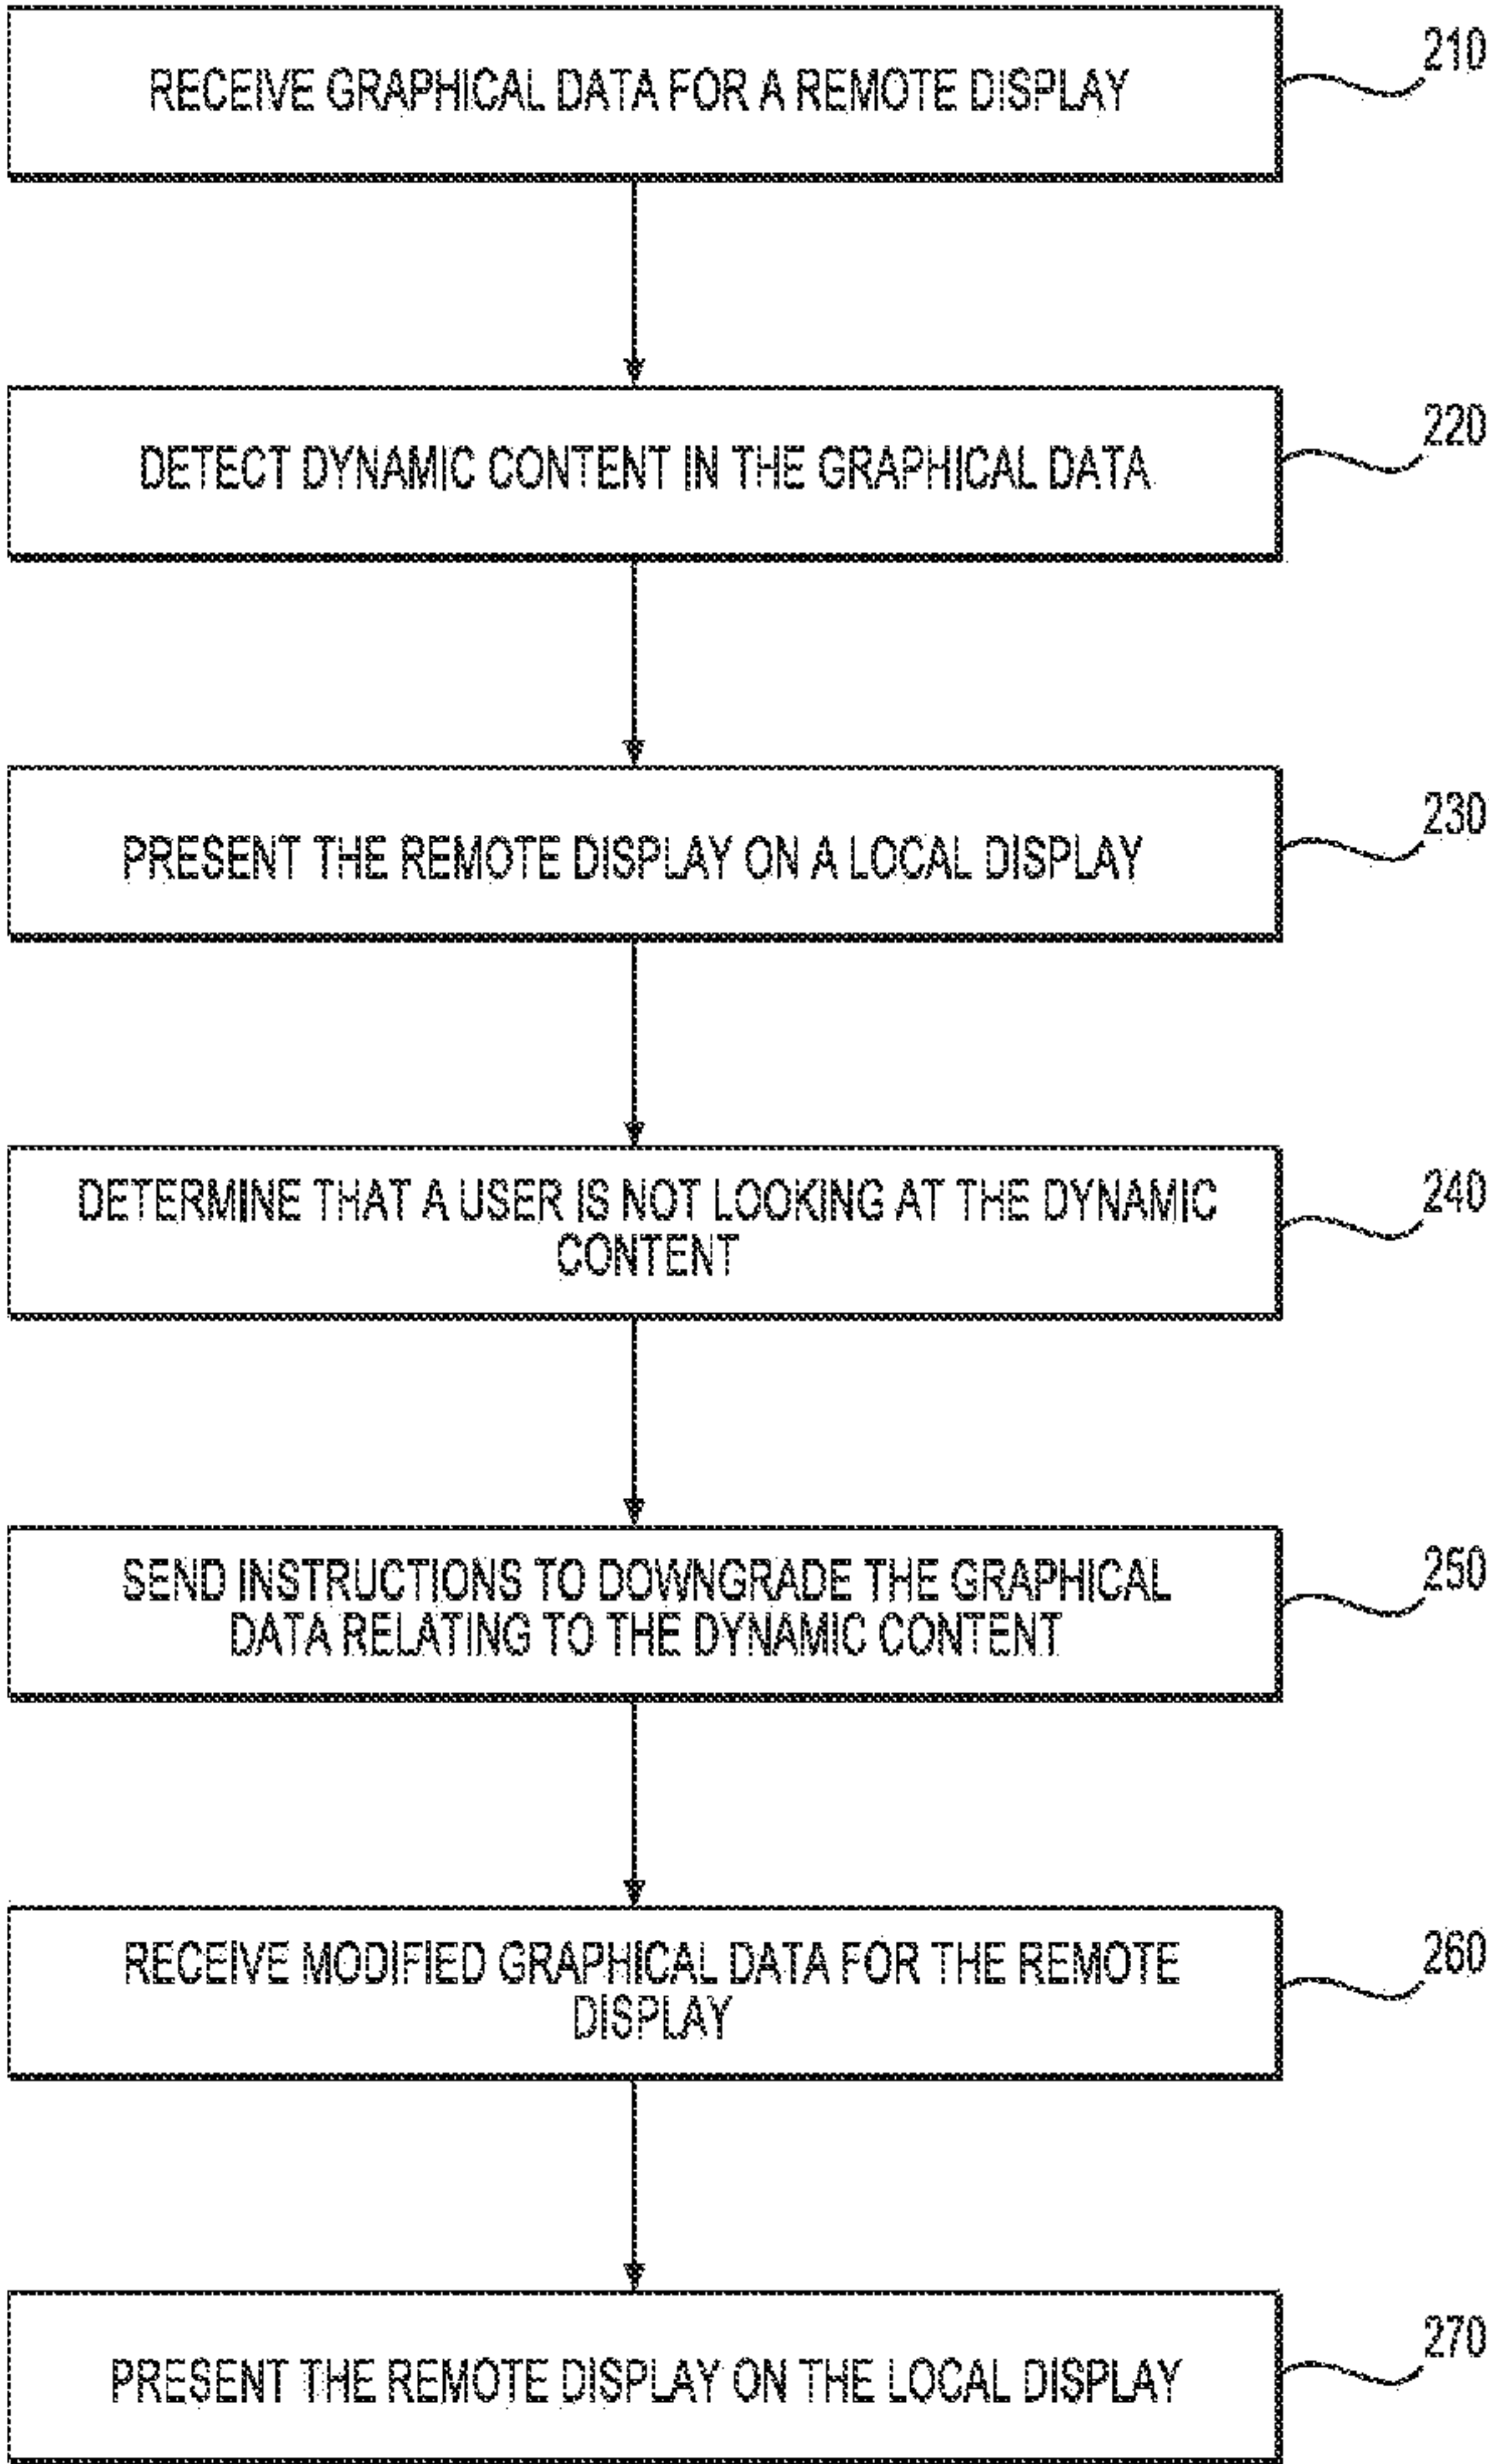 RECEIVE GRAPHICAL DATA FOR A REMOTE DISPLAY
210
DETECT DYNAMIC CONTENT IN THE GRAPHICAL DATA
220
PRESENT THE REMOTE DISPLAY ON A LOCAL DISPLAY
230
DETERMINE THAT A USER IS NOT LOOKING AT THE DYNAMIC
CONTENT
240
SEND INSTRUCTIONS TO DOWNGRADE THE GRAPHICAL
DATA RELATING TO THE DYNAMIC CONTENT
250
RECEIVE MODIFIED GRAPHICAL DATA FOR THE REMOTE
DISPLAY
260
PRESENT THE REMOTE DISPLAY ON THE LOCAL DISPLAY
270